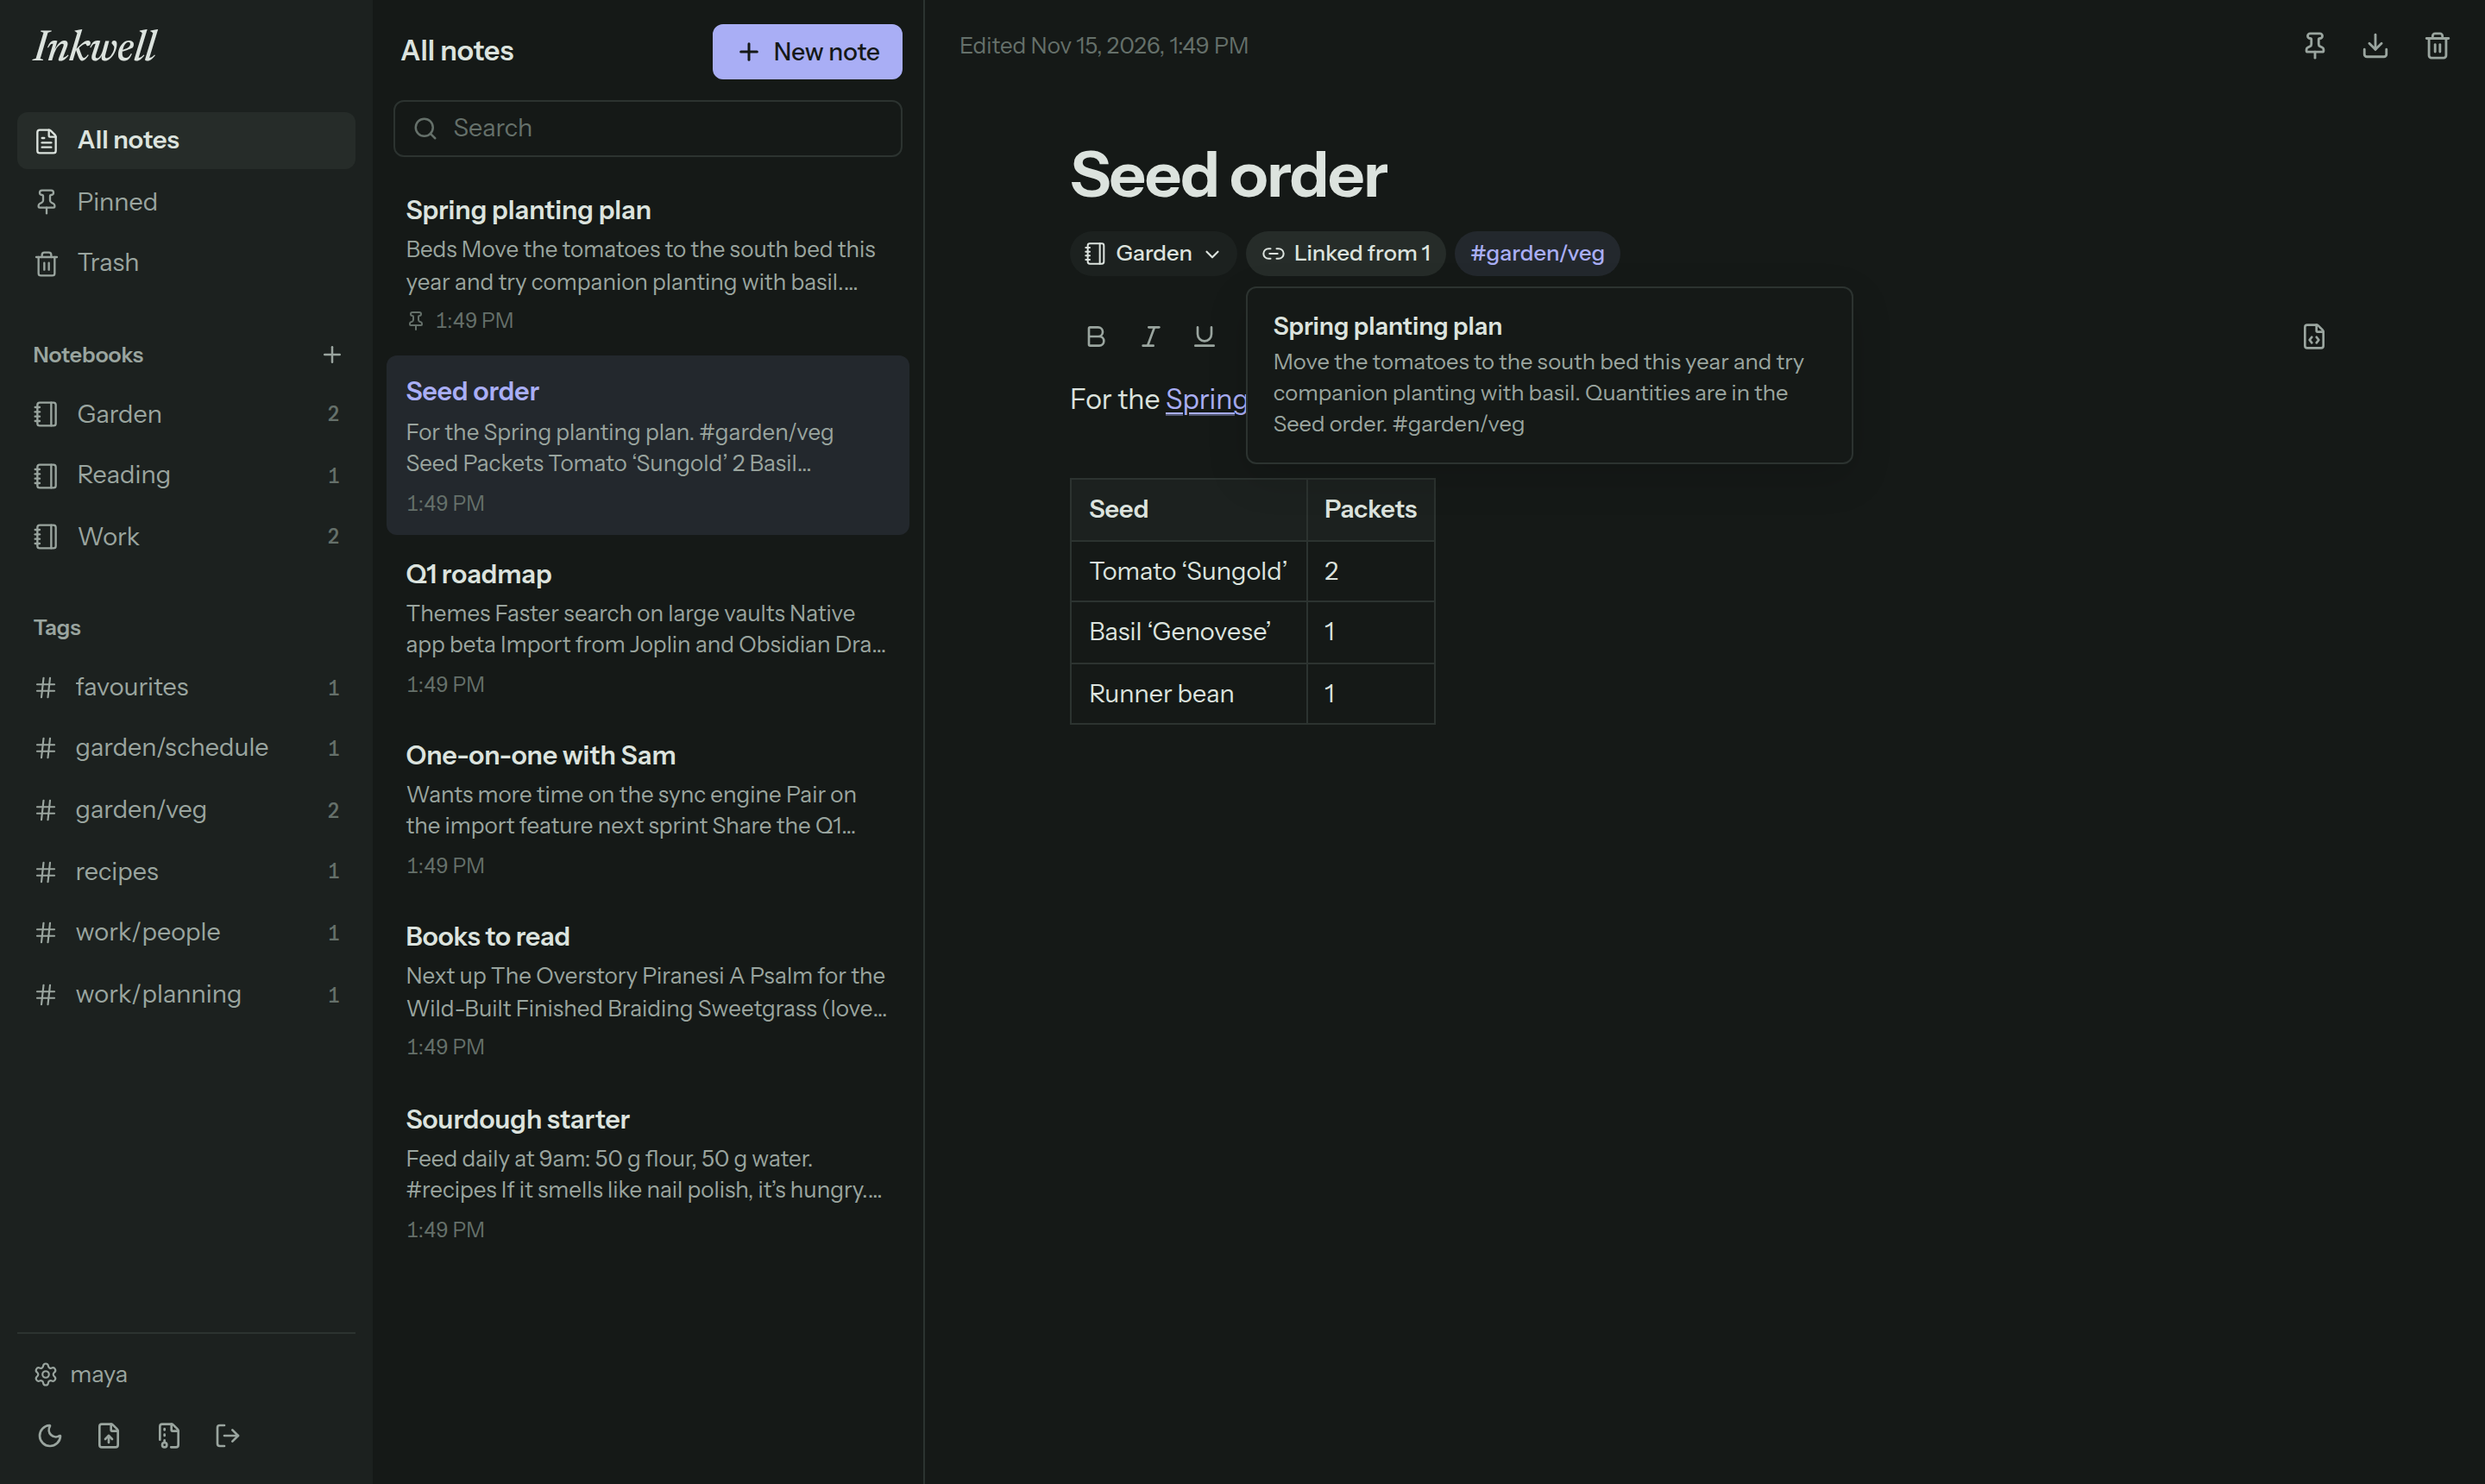 Inkwell
All notes
Pinned
Trash
Notebooks
Garden 2
Reading 1
Work 2
Tags
favourites 1
garden/schedule 1
garden/veg 2
recipes 1
work/people 1
work/planning 1
maya
All notes
New note
Search
Spring planting plan
Beds Move the tomatoes to the south bed this
year and try companion planting with basil....
1:49 PM
Seed order
For the Spring planting plan. #garden/veg
Seed Packets Tomato ‘Sungold’ 2 Basil...
1:49 PM
Q1 roadmap
Themes Faster search on large vaults Native
app beta Import from Joplin and Obsidian Dra...
1:49 PM
One-on-one with Sam
Wants more time on the sync engine Pair on
the import feature next sprint Share the Q1...
1:49 PM
Books to read
Next up The Overstory Piranesi A Psalm for the
Wild-Built Finished Braiding Sweetgrass (love...
1:49 PM
Sourdough starter
Feed daily at 9am: 50 g flour, 50 g water.
#recipes If it smells like nail polish, it’s hungry....
1:49 PM
Edited Nov 15, 2026, 1:49 PM
Seed order
Garden
Linked from 1
#garden/veg
B I U
Spring planting plan
Move the tomatoes to the south bed this year and try
companion planting with basil. Quantities are in the
Seed order. #garden/veg
For the Spring
Seed Packets
Tomato ‘Sungold’ 2
Basil ‘Genovese’ 1
Runner bean 1